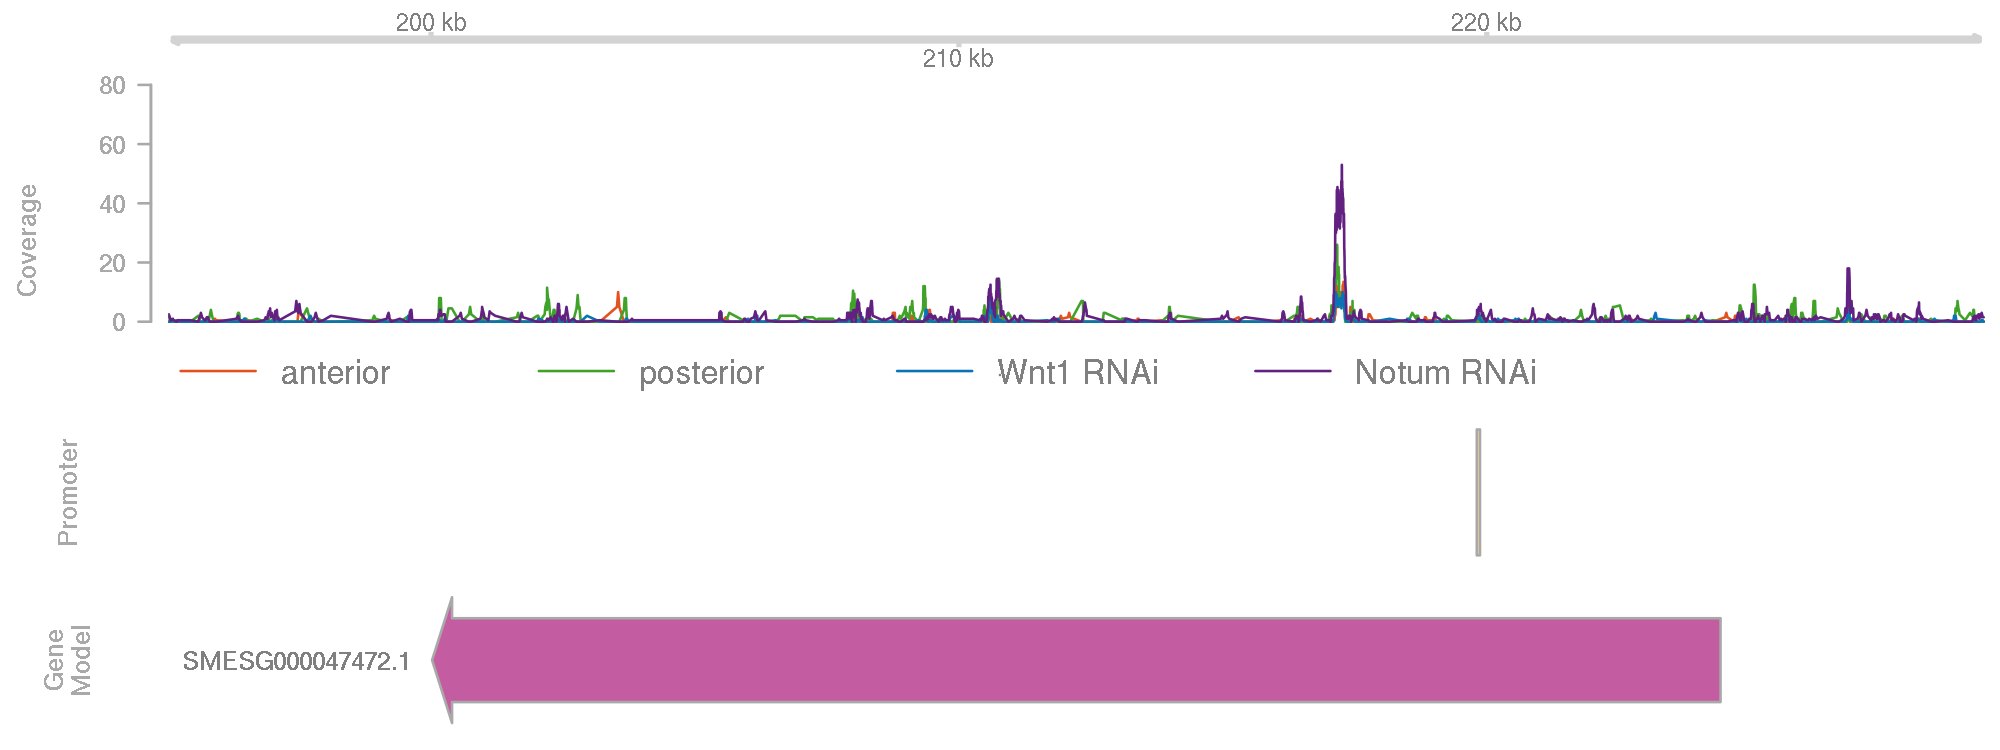 200 kb
220 kb
210 kb
80
60
40
20
0
Coverage
anterior
posterior
Wnt1 RNAi
Notum RNAi
Promoter
Gene
Model
SMESG000047472.1